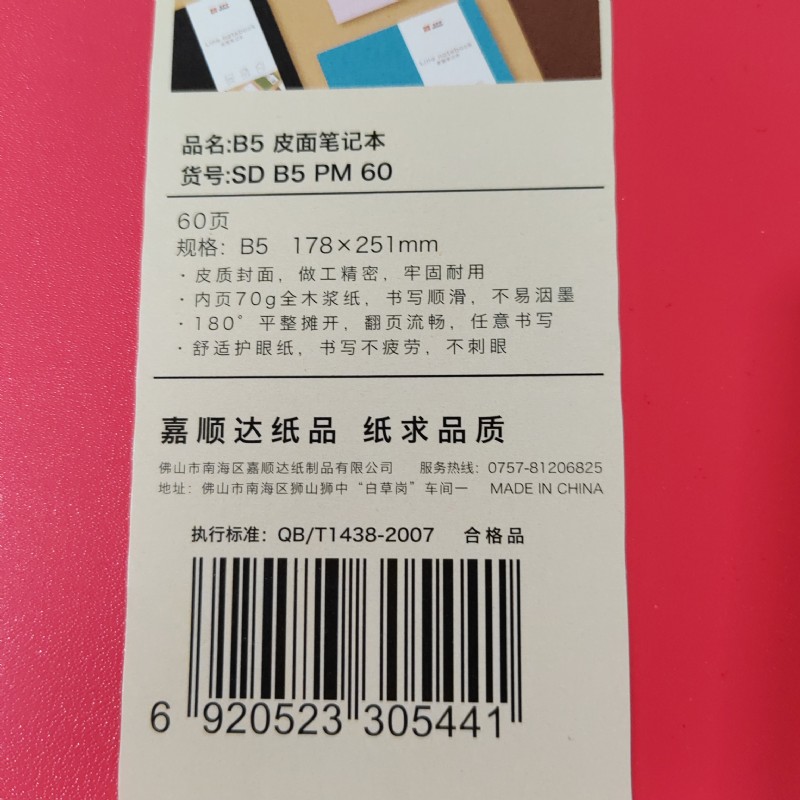 Line notebook
Line notebook
品名:B5 皮面笔记本
货号:SD B5 PM 60
60页
规格: B5 178×251mm
·皮质封面, 做工精密, 牢固耐用
·内页70g全木浆纸, 书写顺滑, 不易洇墨
·180°平整摊开, 翻页流畅, 任意书写
·舒适护眼纸, 书写不疲劳, 不刺眼
嘉顺达纸品 纸求品质
佛山市南海区嘉顺达纸制品有限公司 服务热线: 0757-81206825
地址: 佛山市南海区狮山狮中“白草岗”车间一 MADE IN CHINA
执行标准: QB/T1438-2007 合格品
6 920523 305441